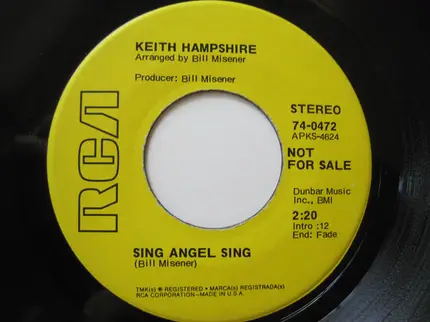 KEITH HAMPSHIRE
Arranged by Bill Misener
Producer: Bill Misener
RCA
STEREO
74-0472
APKS-4624
NOT
FOR SALE
Dunbar Music
Inc., BMI
2:20
Intro :12
End: Fade
SING ANGEL SING
(Bill Misener)
TMK(s) ® REGISTERED • MARCA(s) REGISTRADA(s)
RCA CORPORATION—MADE IN U.S.A.